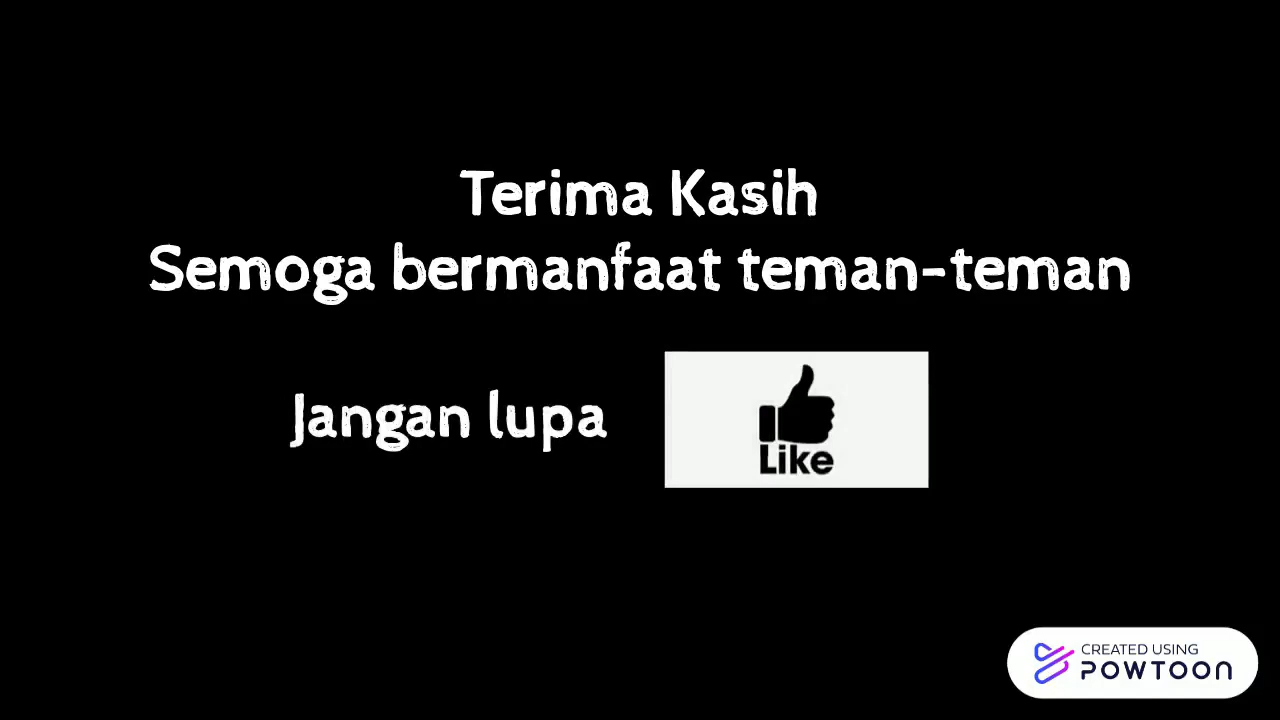 Terima Kasih
Semoga bermanfaat teman-teman
Jangan lupa
Like
CREATED USING
POWTOON